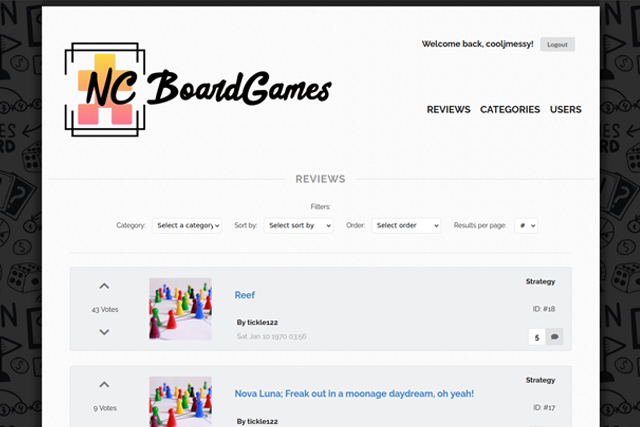 Welcome back, cooljmessy!
Logout
NC BoardGames
REVIEWS CATEGORIES USERS
REVIEWS
Filters:
Category: Select a category Sort by: Select sort by Order: Select order Results per page: #
Strategy
43 Votes
Reef
ID: #18
By tickle122
Sat Jan 10 1970 03:56
5
Strategy
9 Votes
Nova Luna; Freak out in a moonage daydream, oh yeah!
ID: #17
By tickle122